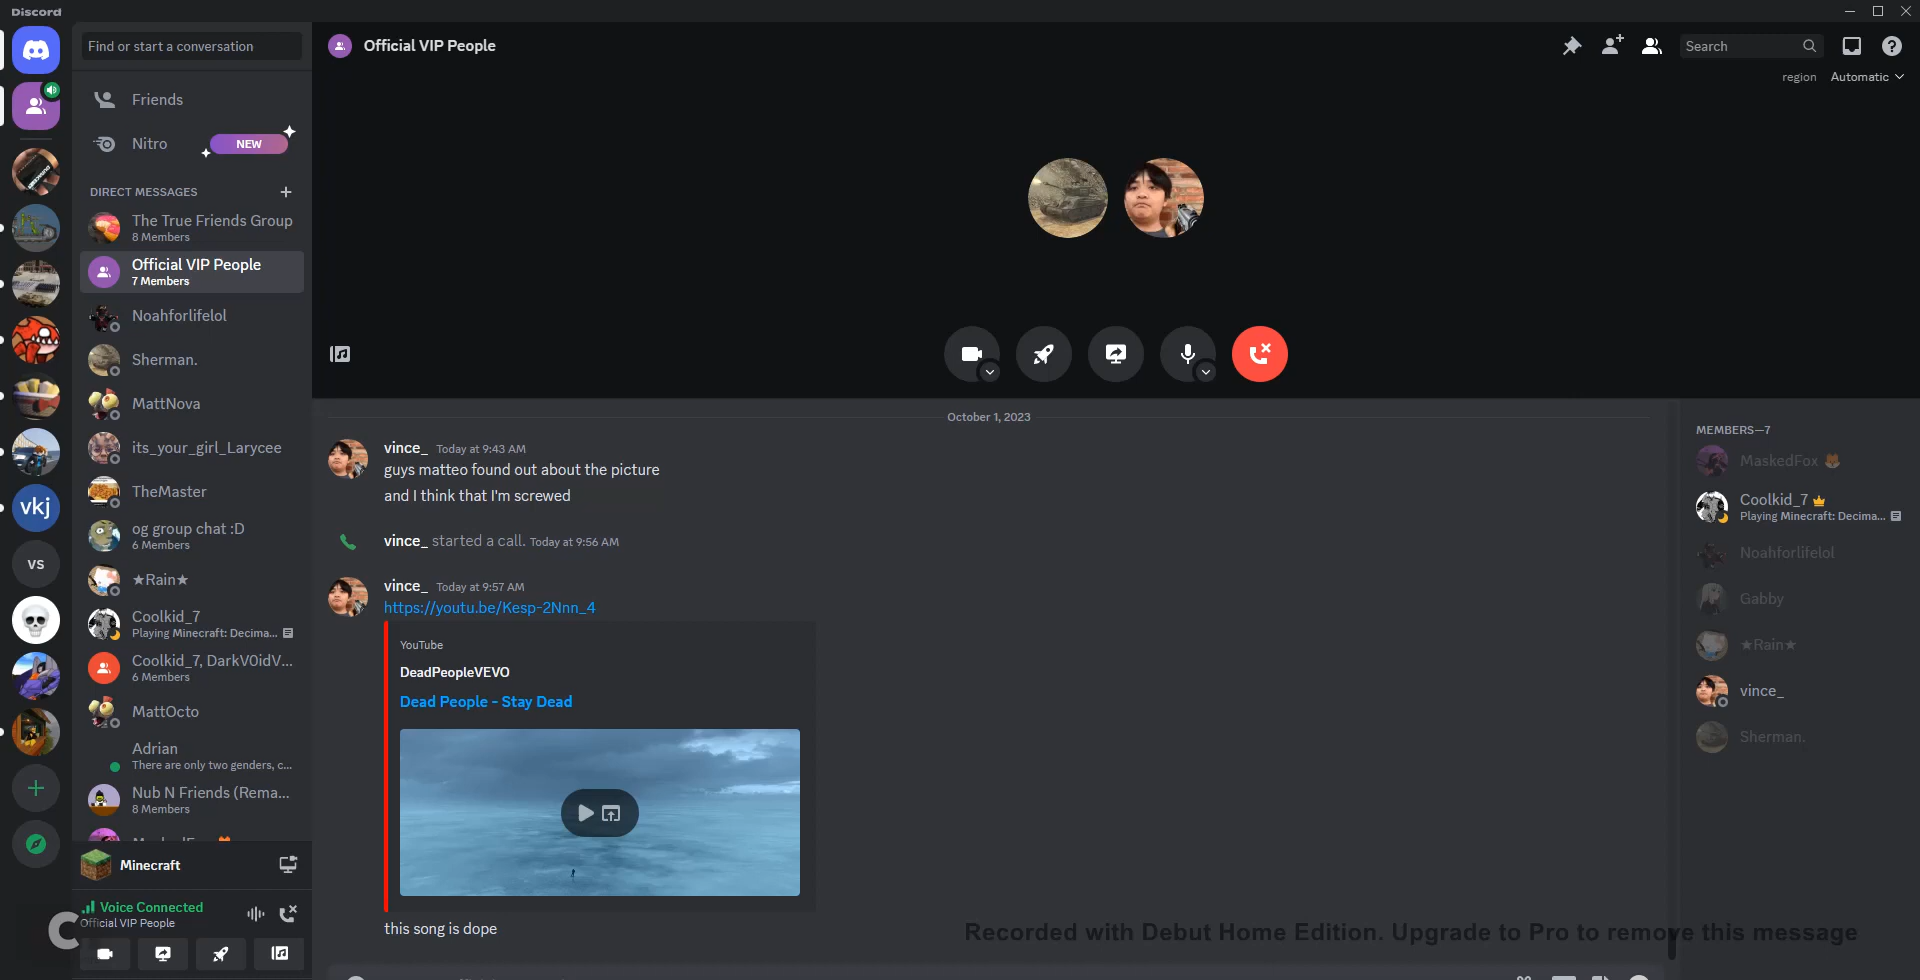 Discord
Find or start a conversation
Friends
Nitro
NEW
DIRECT MESSAGES
The True Friends Group
8 Members
Official VIP People
7 Members
Noahforlifelol
Sherman.
MattNova
its_your_girl_Larycee
TheMaster
og group chat :D
6 Members
★Rain★
Coolkid_7
Playing Minecraft: Decima...
Coolkid_7, DarkV0idV...
6 Members
MattOcto
Adrian
There are only two genders, c...
Nub N Friends (Rema...
8 Members
vkj
vs
Minecraft
Voice Connected
Official VIP People
Official VIP People
Search
region Automatic
October 1, 2023
vince_ Today at 9:43 AM
guys matteo found out about the picture
and I think that I'm screwed
vince_ started a call. Today at 9:56 AM
vince_ Today at 9:57 AM
https://youtu.be/Kesp-2Nnn_4
YouTube
DeadPeopleVEVO
Dead People - Stay Dead
this song is dope
MEMBERS—7
MaskedFox 🦊
Coolkid_7
Playing Minecraft: Decima...
Noahforlifelol
Gabby
★Rain★
vince_
Sherman.
Recorded with Debut Home Edition. Upgrade to Pro to remove this message